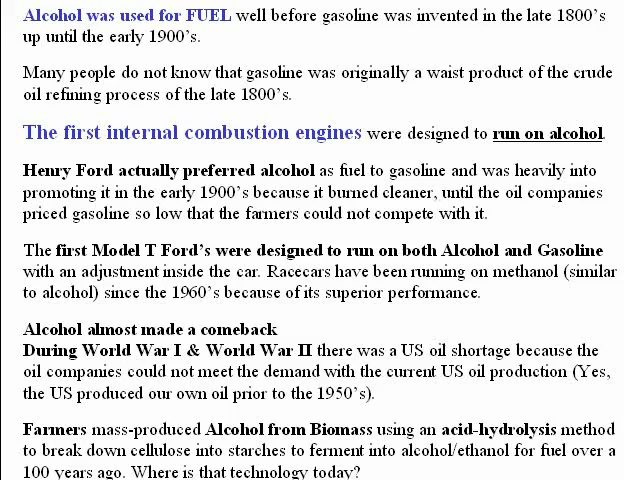 Alcohol was used for FUEL well before gasoline was invented in the late 1800's
up until the early 1900's.
Many people do not know that gasoline was originally a waist product of the crude
oil refining process of the late 1800's.
The first internal combustion engines were designed to run on alcohol.
Henry Ford actually preferred alcohol as fuel to gasoline and was heavily into
promoting it in the early 1900's because it burned cleaner, until the oil companies
priced gasoline so low that the farmers could not compete with it.
The first Model T Ford's were designed to run on both Alcohol and Gasoline
with an adjustment inside the car. Racecars have been running on methanol (similar
to alcohol) since the 1960's because of its superior performance.
Alcohol almost made a comeback
During World War I & World War II there was a US oil shortage because the
oil companies could not meet the demand with the current US oil production (Yes,
the US produced our own oil prior to the 1950's).
Farmers mass-produced Alcohol from Biomass using an acid-hydrolysis method
to break down cellulose into starches to ferment into alcohol/ethanol for fuel over a
100 years ago. Where is that technology today?